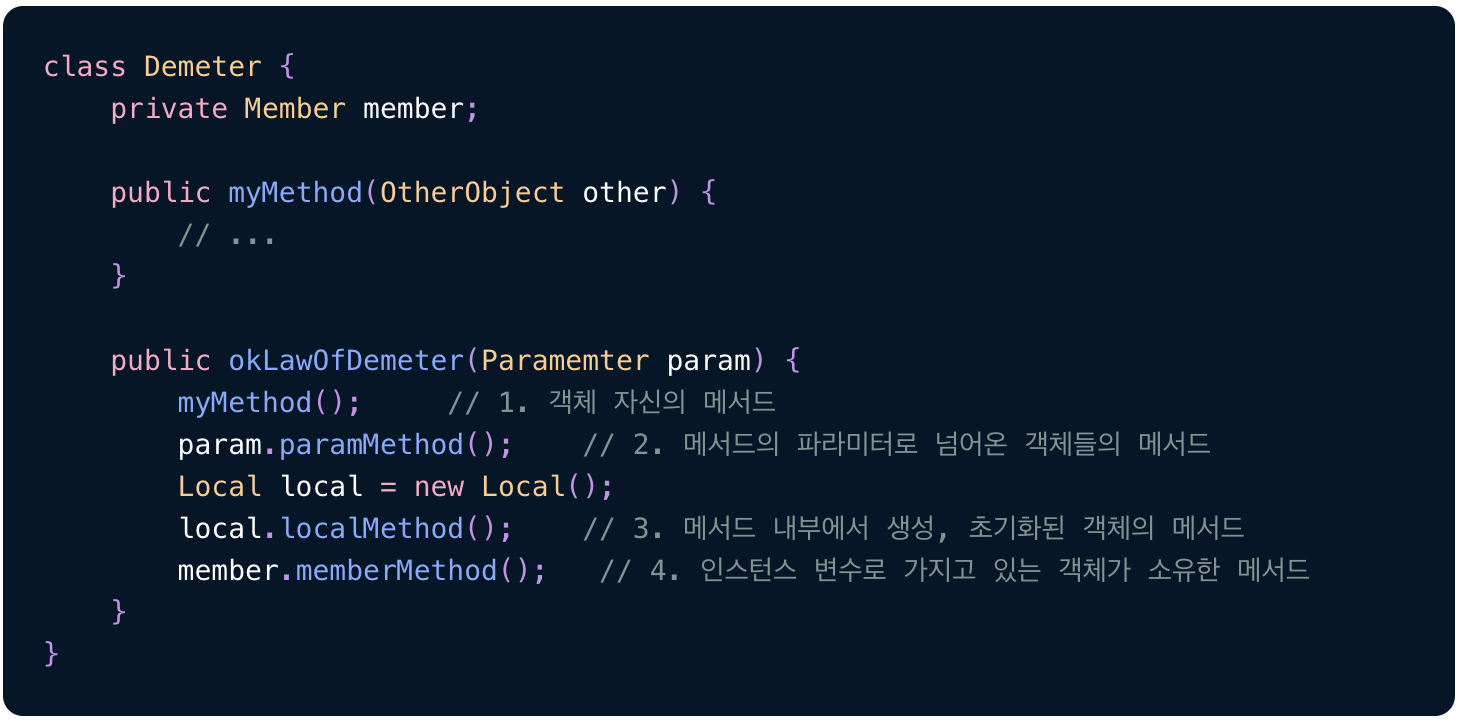 class Demeter {
    private Member member;

    public myMethod(OtherObject other) {
        // ...
    }

    public okLawOfDemeter(Paramemter param) {
        myMethod();     // 1. 객체 자신의 메서드
        param.paramMethod();    // 2. 메서드의 파라미터로 넘어온 객체들의 메서드
        Local local = new Local();
        local.localMethod();    // 3. 메서드 내부에서 생성, 초기화된 객체의 메서드
        member.memberMethod();   // 4. 인스턴스 변수로 가지고 있는 객체가 소유한 메서드
    }
}